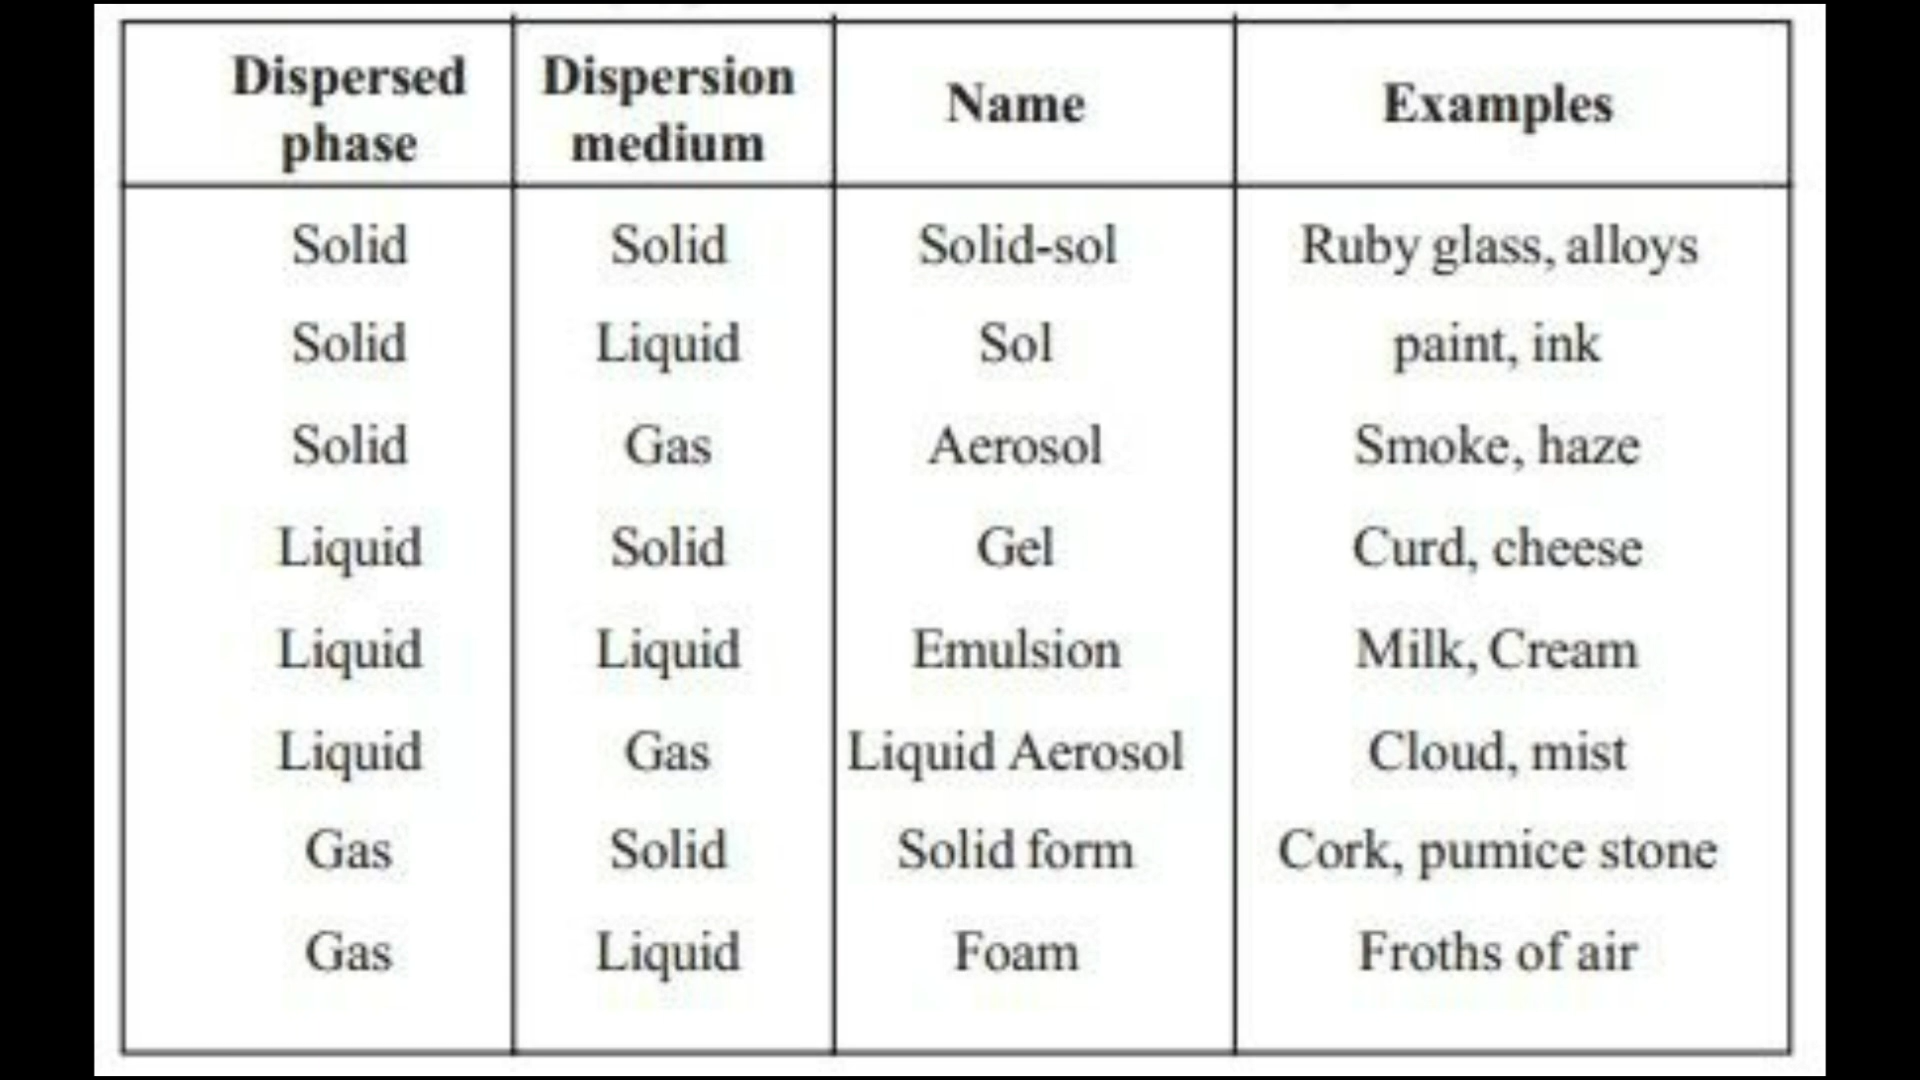 Dispersed phase Dispersion medium Name Examples
Solid Solid Solid-sol Ruby glass, alloys
Solid Liquid Sol paint, ink
Solid Gas Aerosol Smoke, haze
Liquid Solid Gel Curd, cheese
Liquid Liquid Emulsion Milk, Cream
Liquid Gas Liquid Aerosol Cloud, mist
Gas Solid Solid form Cork, pumice stone
Gas Liquid Foam Froths of air